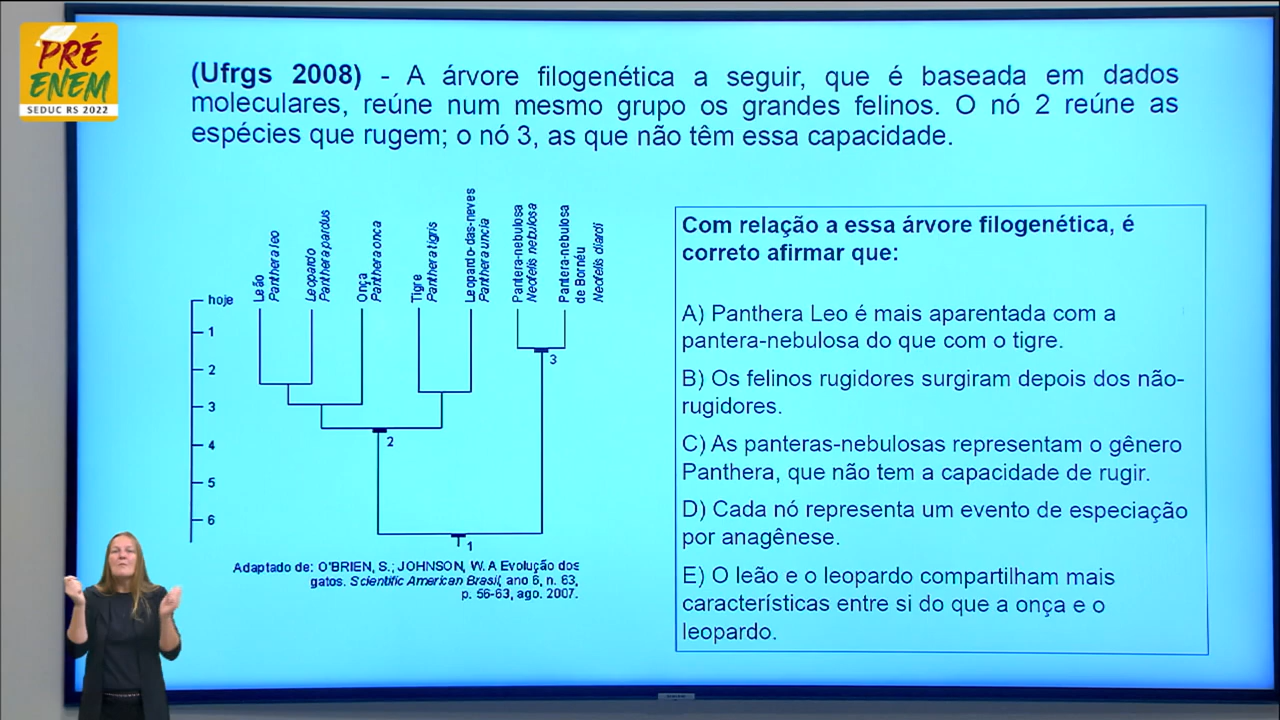 PRÉ
ENEM
SEDUC RS 2022
(Ufrgs 2008) - A árvore filogenética a seguir, que é baseada em dados
moleculares, reúne num mesmo grupo os grandes felinos. O nó 2 reúne as
espécies que rugem; o nó 3, as que não têm essa capacidade.
Leão
Panthera leo
Leopardo
Panthera pardus
Onça
Panthera onca
Tigre
Panthera tigris
Leopardo-das-neves
Panthera uncia
Pantera-nebulosa
Neofelis nebulosa
Pantera-nebulosa
de Bornéu
Neofelis diardi
hoje
1
2
3
4
5
6
3
2
1
Adaptado de: O'BRIEN, S.; JOHNSON, W. A Evolução dos
gatos. Scientific American Brasil, ano 6, n. 63,
p. 56-63, ago. 2007.
Com relação a essa árvore filogenética, é
correto afirmar que:
A) Panthera Leo é mais aparentada com a
pantera-nebulosa do que com o tigre.
B) Os felinos rugidores surgiram depois dos não-
rugidores.
C) As panteras-nebulosas representam o gênero
Panthera, que não tem a capacidade de rugir.
D) Cada nó representa um evento de especiação
por anagênese.
E) O leão e o leopardo compartilham mais
características entre si do que a onça e o
leopardo.